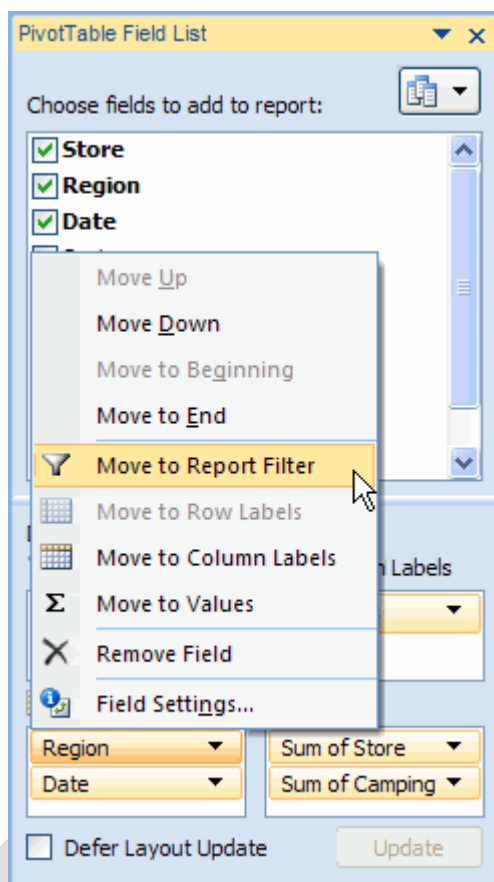 PivotTable Field List
Choose fields to add to report:
Store
Region
Date
Move Up
Move Down
Move to Beginning
Move to End
Move to Report Filter
Move to Row Labels
Move to Column Labels
Labels
Σ Move to Values
Remove Field
Field Settings...
Region
Sum of Store
Date
Sum of Camping
Defer Layout Update
Update